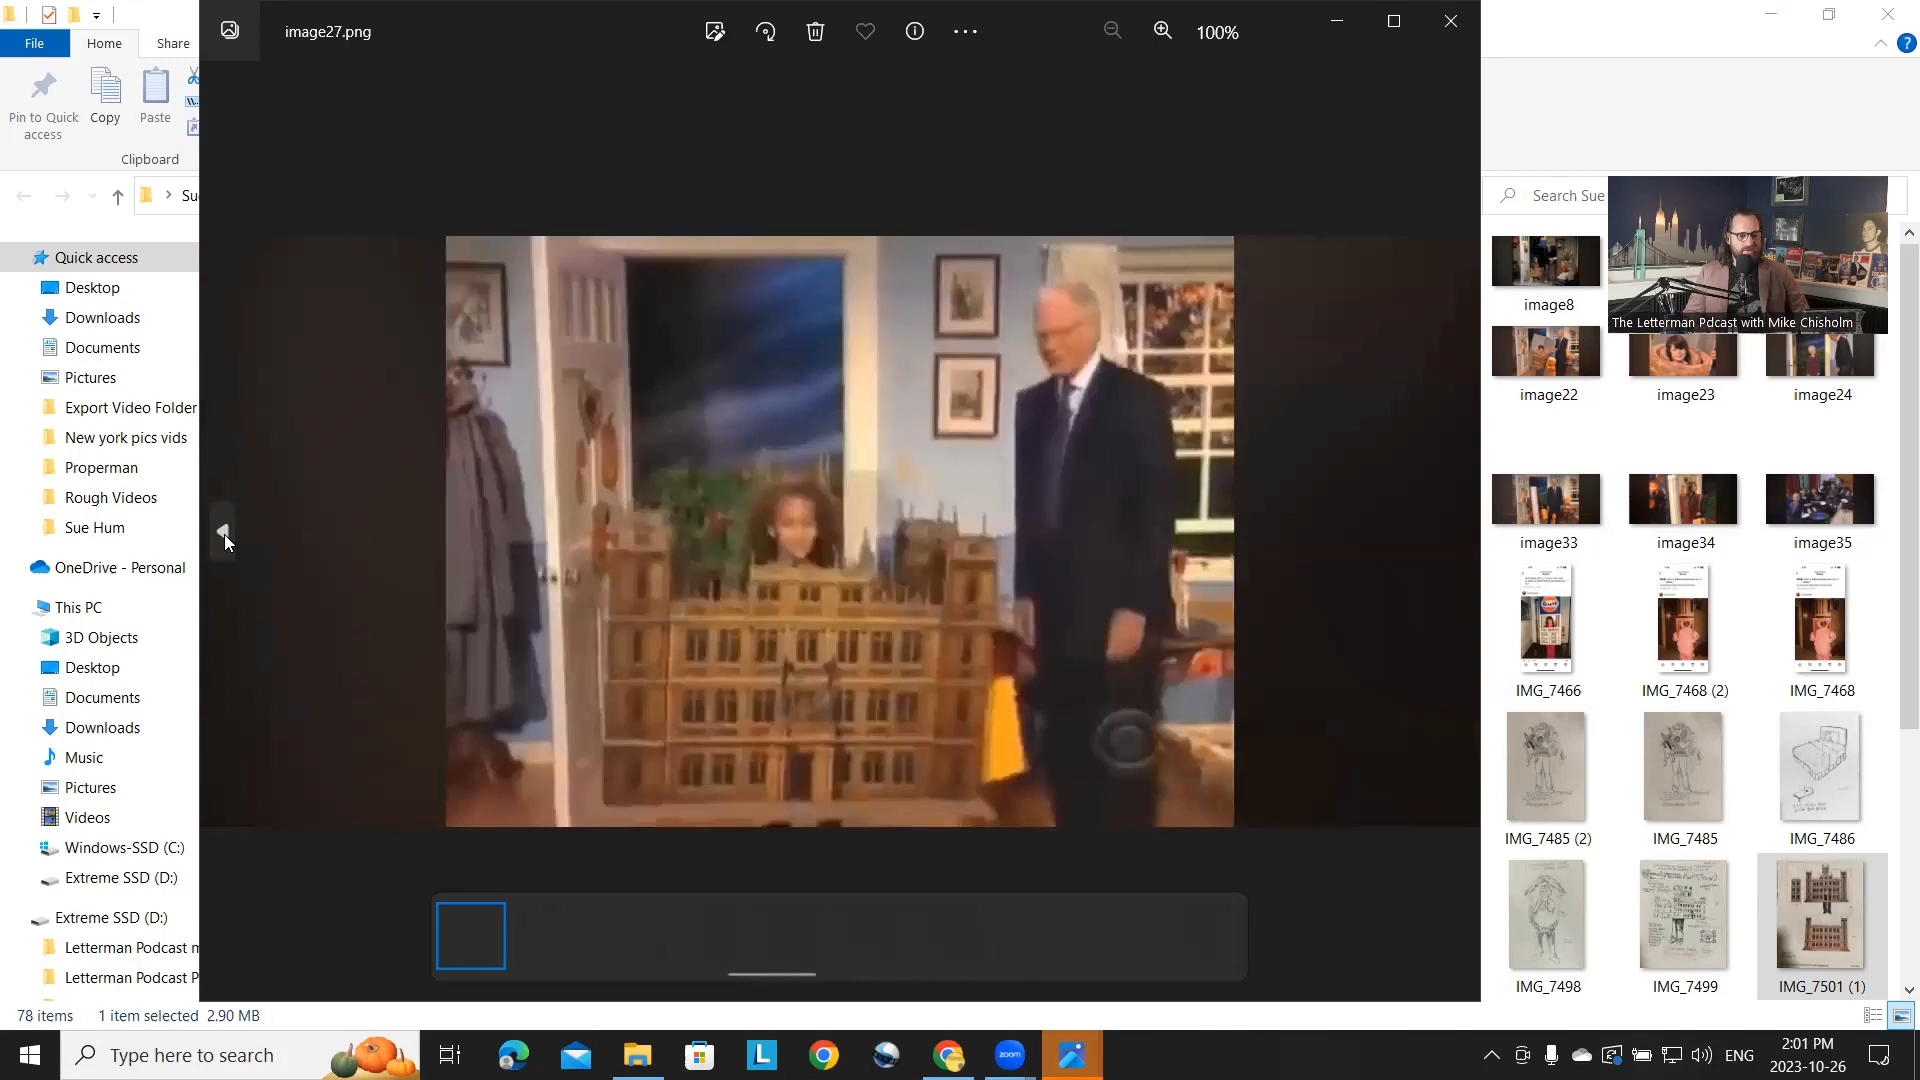 image27.png
100%
File
Home
Share
Pin to Quick
access
Copy
Paste
Clipboard
Su
Search Sue
Quick access
Desktop
Downloads
Documents
Pictures
Export Video Folder
New york pics vids
Properman
Rough Videos
Sue Hum
OneDrive - Personal
This PC
3D Objects
Desktop
Documents
Downloads
Music
Pictures
Videos
Windows-SSD (C:)
Extreme SSD (D:)
Extreme SSD (D:)
Letterman Podcast m
Letterman Podcast P
The Letterman Pdcast with Mike Chisholm
image8
image22
image23
image24
image33
image34
image35
Gulf
IMG_7466
IMG_7468 (2)
IMG_7468
IMG_7485 (2)
IMG_7485
IMG_7486
IMG_7498
IMG_7499
IMG_7501 (1)
78 items
1 item selected 2.90 MB
Type here to search
L
zoom
ENG
2:01 PM
2023-10-26